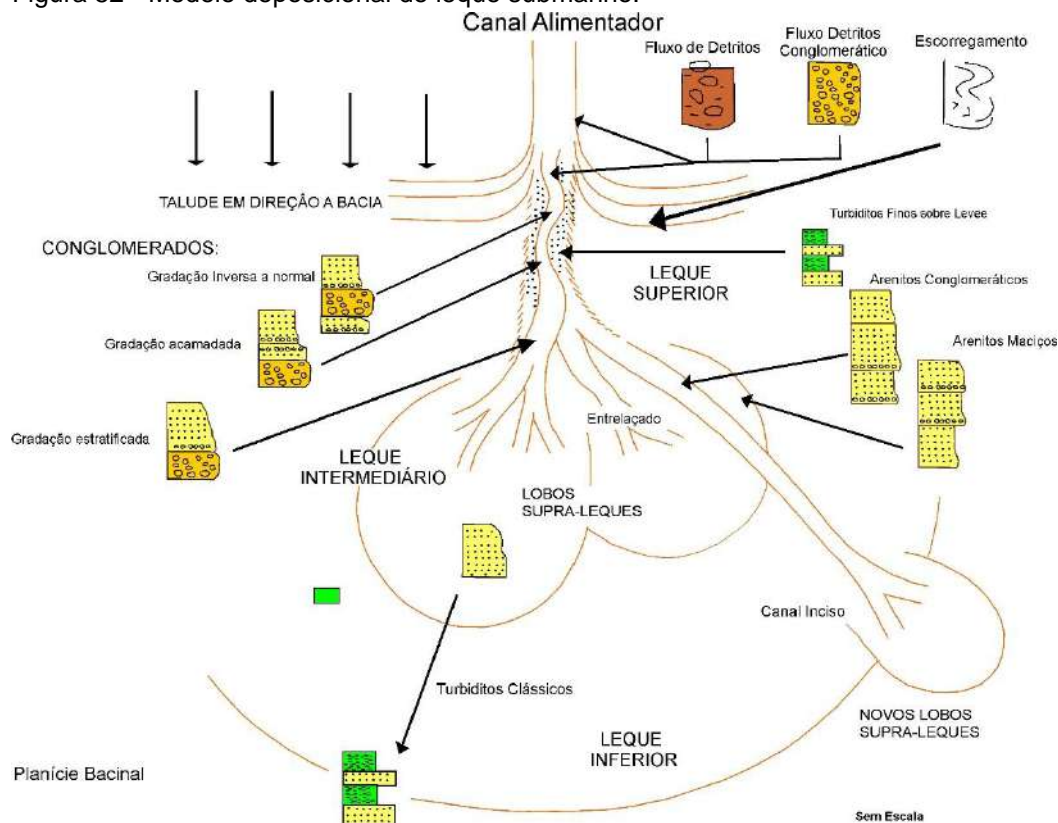 Figura 32 - Modelo deposicional de leque submarino.
Canal Alimentador
Fluxo de Detritos
Fluxo Detritos
Conglomerático
Escorregamento
TALUDE EM DIREÇÂO A BACIA
Turbiditos Finos sobre Levee
CONGLOMERADOS:
Gradação Inversa a normal
LEQUE
SUPERIOR
Arenitos Conglomeráticos
Gradação acamadada
Arenitos Maciços
Entrelaçado
Gradação estratificada
LEQUE
INTERMEDIÁRIO
LOBOS
SUPRA-LEQUES
Canal Inciso
Turbiditos Clássicos
NOVOS LOBOS
SUPRA-LEQUES
LEQUE
INFERIOR
Planície Bacinal
Sem Escala